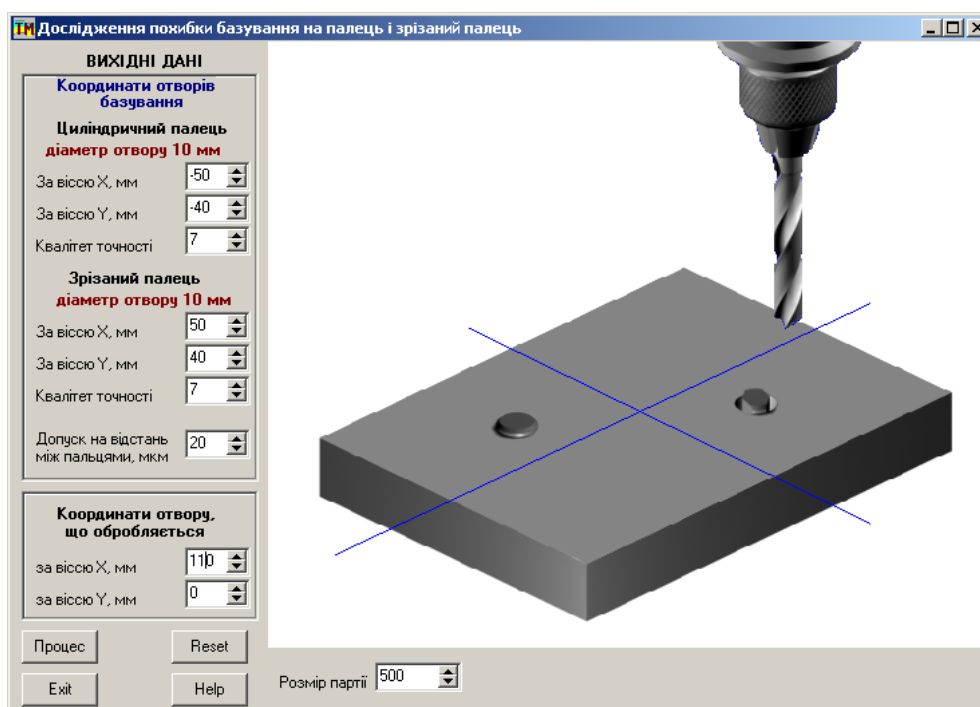 TM Дослідження похибки базування на палець і зрізаний палець
ВИХІДНІ ДАНІ
Координати отворів
базування
Циліндричний палець
діаметр отвору 10 мм
За віссю X, мм -50
За віссю Y, мм -40
Квалітет точності 7
Зрізаний палець
діаметр отвору 10 мм
За віссю X, мм 50
За віссю Y, мм 40
Квалітет точності 7
Допуск на відстань
між пальцями, мкм 20
Координати отвору,
що обробляється
за віссю X, мм 110
за віссю Y, мм 0
Процес Reset
Exit Help
Розмір партії 500